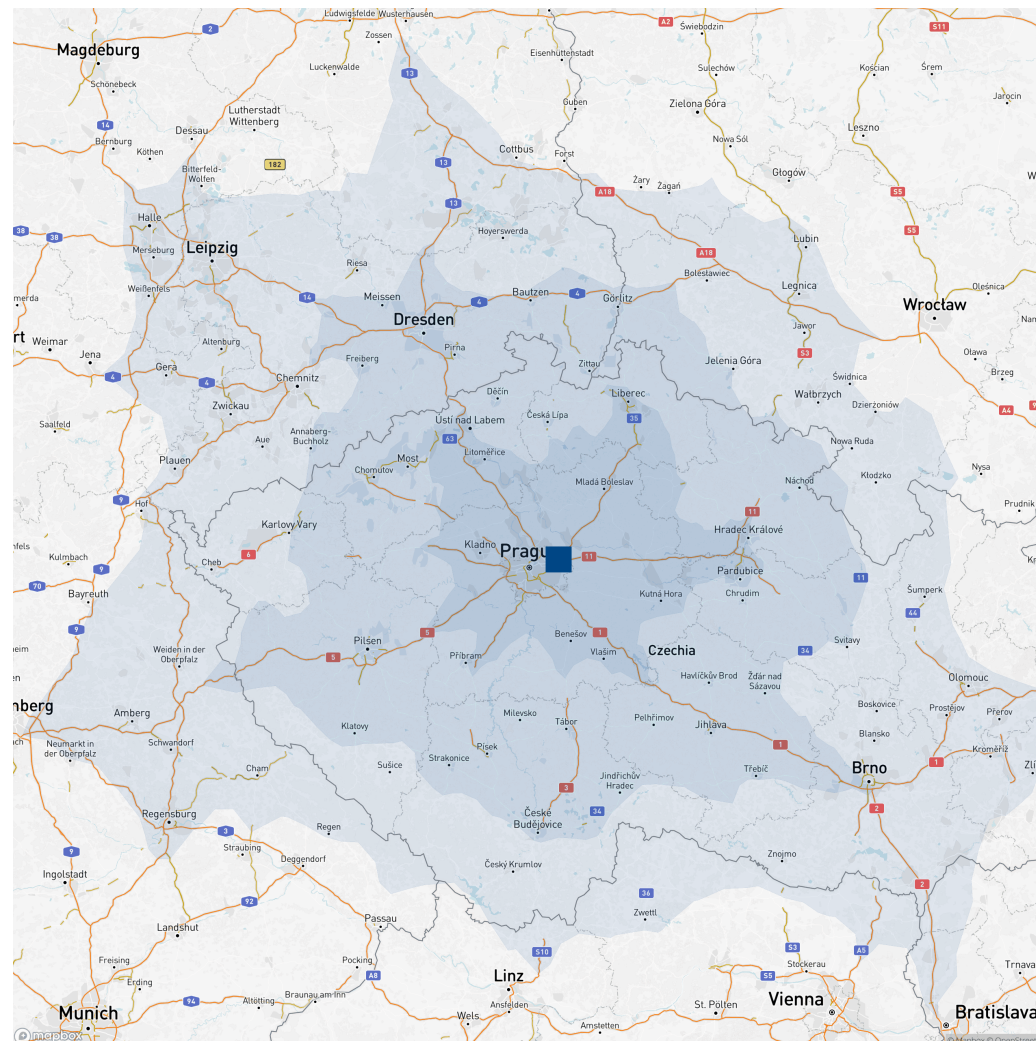 Ludwigsfelde
Wusterhausen
A2
Świebodzin
S11
2
Zossen
Magdeburg
Eisenhüttenstadt
Luckenwalde
13
Sulechów
Kościan
Śrem
Schönebeck
Jarocin
Lutherstadt
Wittenberg
Guben
Zielona Góra
14
Dessau
Leszno
Bernburg
Nowa Sól
Köthen
Cottbus
Forst
182
13
Bitterfeld-
Wolfen
Głogów
Żary
Zagań
A18
S5
13
Halle
Hoyerswerda
S5
38
38
Merseburg
Leipzig
Lubin
A18
Riesa
Bolesławiec
Weißenfels
14
Meissen
4
Bautzen
4
Görlitz
Legnica
Oleśnica
merda
Wrocław
Dresden
Jawor
rt
Weimar
Jena
Altenburg
Pirna
S3
Oława
Freiberg
Zittau
Jelenia Góra
Gera
4
4
Chemnitz
Świdnica
Brzeg
Zwickau
Děčín
Liberec
Wałbrzych
Dzierżoniów
A4
Saalfeld
Ústí nad Labem
Česká Lípa
35
Aue
Annaberg-
Buchholz
63
Nowa Ruda
Plauen
Most
Litoměřice
Chomutov
Kłodzko
Nysa
Mladá Boleslav
Náchod
9
Hof
Prudnik
11
Karlovy Vary
Hradec Králové
Kladno
Pragu
11
Kulmbach
6
Cheb
9
Pardubice
70
11
Bayreuth
Kutná Hora
Chrudim
Šumperk
44
9
5
1
Benešov
Pilsen
Svitavy
Weiden in der
Oberpfalz
5
Příbram
Vlašim
Czechia
34
Havlíčkův Brod
Žďár nad
Sázavou
Olomouc
nberg
Amberg
Milevsko
Tábor
Pelhřimov
Boskovice
Prostějov
Přerov
Klatovy
Jihlava
Blansko
Neumarkt in
der Oberpfalz
Schwandorf
1
Písek
Kroměříž
Strakonice
1
Cham
Sušice
Třebíč
Brno
Zlí
Jindřichův
Hradec
3
2
Regensburg
České
Budějovice
34
3
Regen
Straubing
9
Deggendorf
Znojmo
Český Krumlov
Ingolstadt
2
36
92
Zwettl
Passau
Landshut
S10
S3
A5
Freising
Pocking
Stockerau
Trnava
A8
Linz
S5
Erding
94
Altötting
Braunau am Inn
Ansfelden
St. Pölten
Vienna
Munich
Wels
Amstetten
Bratislava
mapbox